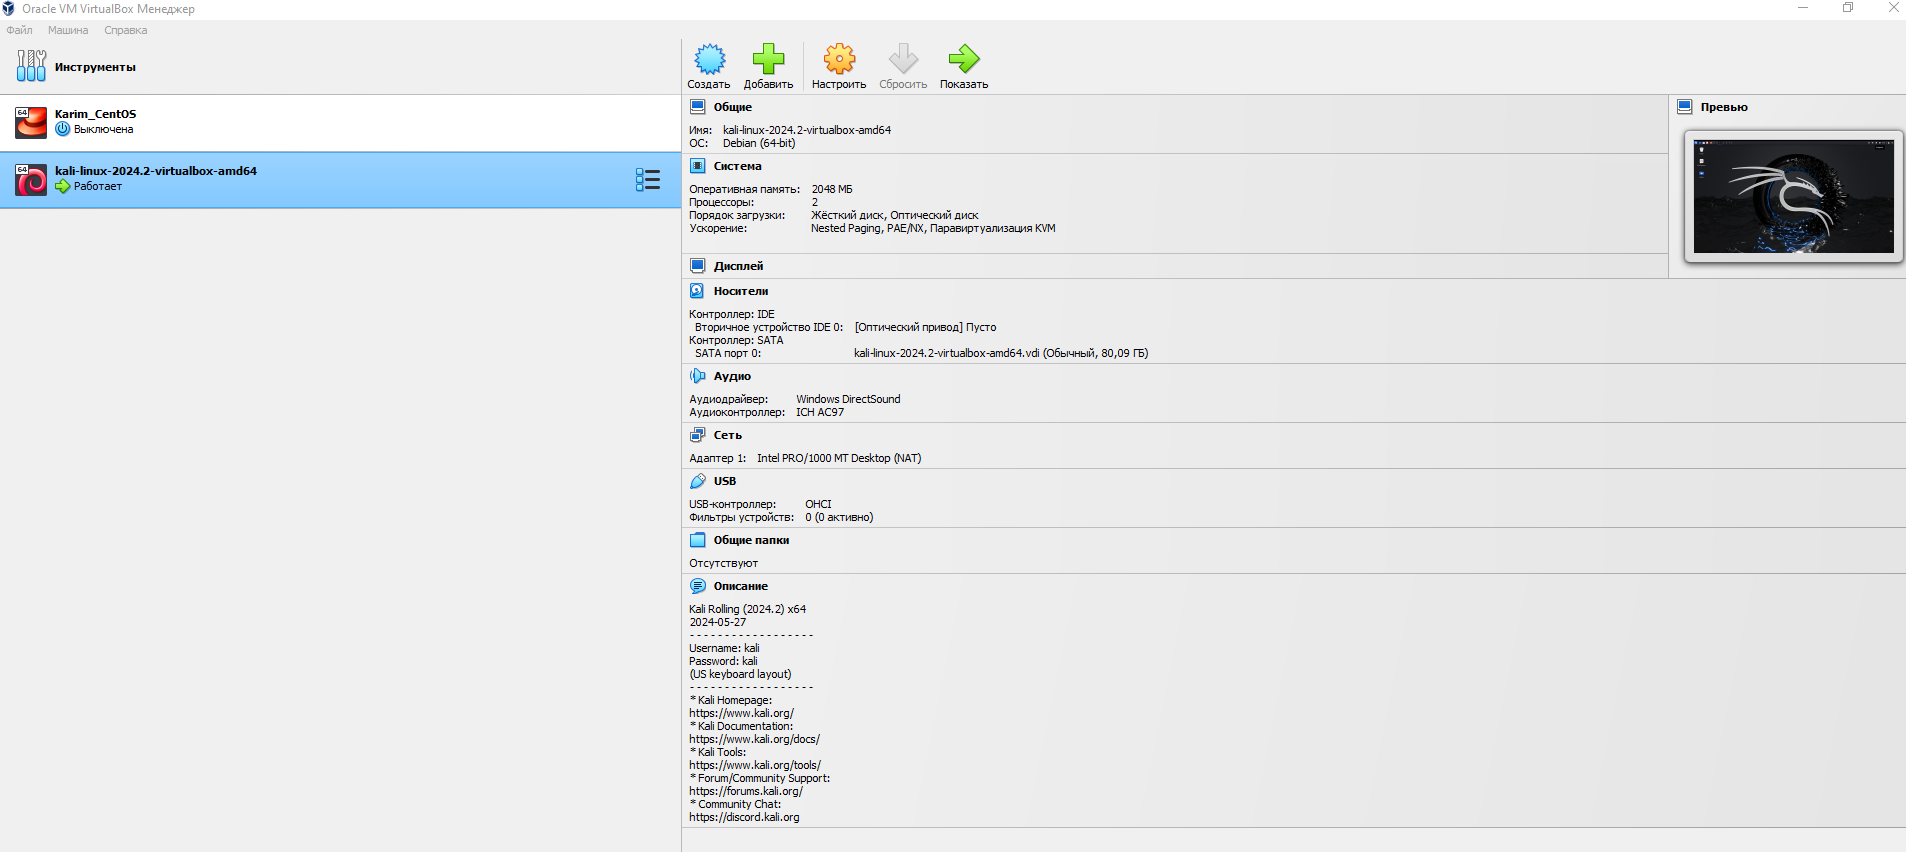 Oracle VM VirtualBox Менеджер
Файл Машина Справка
Инструменты
Создать Добавить Настроить Сбросить Показать
64 Karim_CentOS
Выключена
64 kali-linux-2024.2-virtualbox-amd64
Работает
Общие
Имя: kali-linux-2024.2-virtualbox-amd64
ОС: Debian (64-bit)
Превью
Система
Оперативная память: 2048 МБ
Процессоры: 2
Порядок загрузки: Жёсткий диск, Оптический диск
Ускорение: Nested Paging, PAE/NX, Паравиртуализация KVM
Дисплей
Носители
Контроллер: IDE
Вторичное устройство IDE 0: [Оптический привод] Пусто
Контроллер: SATA
SATA порт 0: kali-linux-2024.2-virtualbox-amd64.vdi (Обычный, 80,09 ГБ)
Аудио
Аудиодрайвер: Windows DirectSound
Аудиоконтроллер: ICH AC97
Сеть
Адаптер 1: Intel PRO/1000 MT Desktop (NAT)
USB
USB-контроллер: OHCI
Фильтры устройств: 0 (0 активно)
Общие папки
Отсутствуют
Описание
Kali Rolling (2024.2) x64
2024-05-27
- - - - - - - - - - - - - - - - - -
Username: kali
Password: kali
(US keyboard layout)
- - - - - - - - - - - - - - - - - -
* Kali Homepage:
https://www.kali.org/
* Kali Documentation:
https://www.kali.org/docs/
* Kali Tools:
https://www.kali.org/tools/
* Forum/Community Support:
https://forums.kali.org/
* Community Chat:
https://discord.kali.org